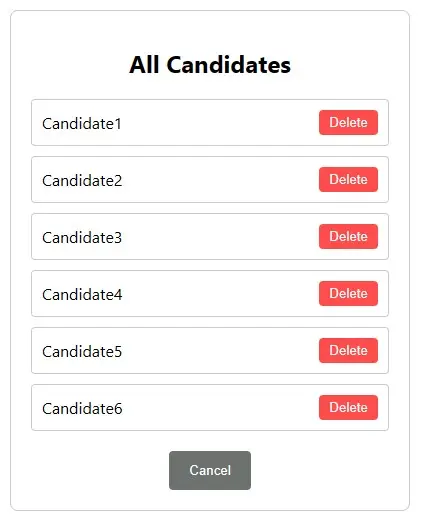 All Candidates
Candidate1 Delete
Candidate2 Delete
Candidate3 Delete
Candidate4 Delete
Candidate5 Delete
Candidate6 Delete
Cancel